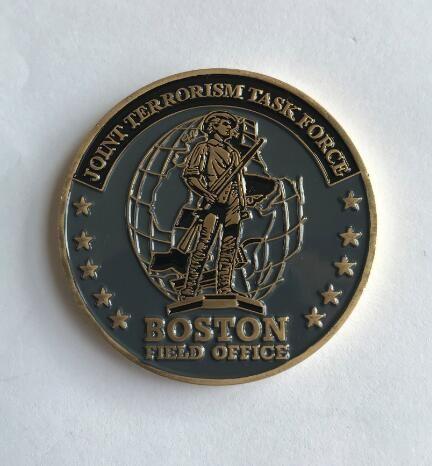 JOINT TERRORISM TASK FORCE
BOSTON
FIELD OFFICE